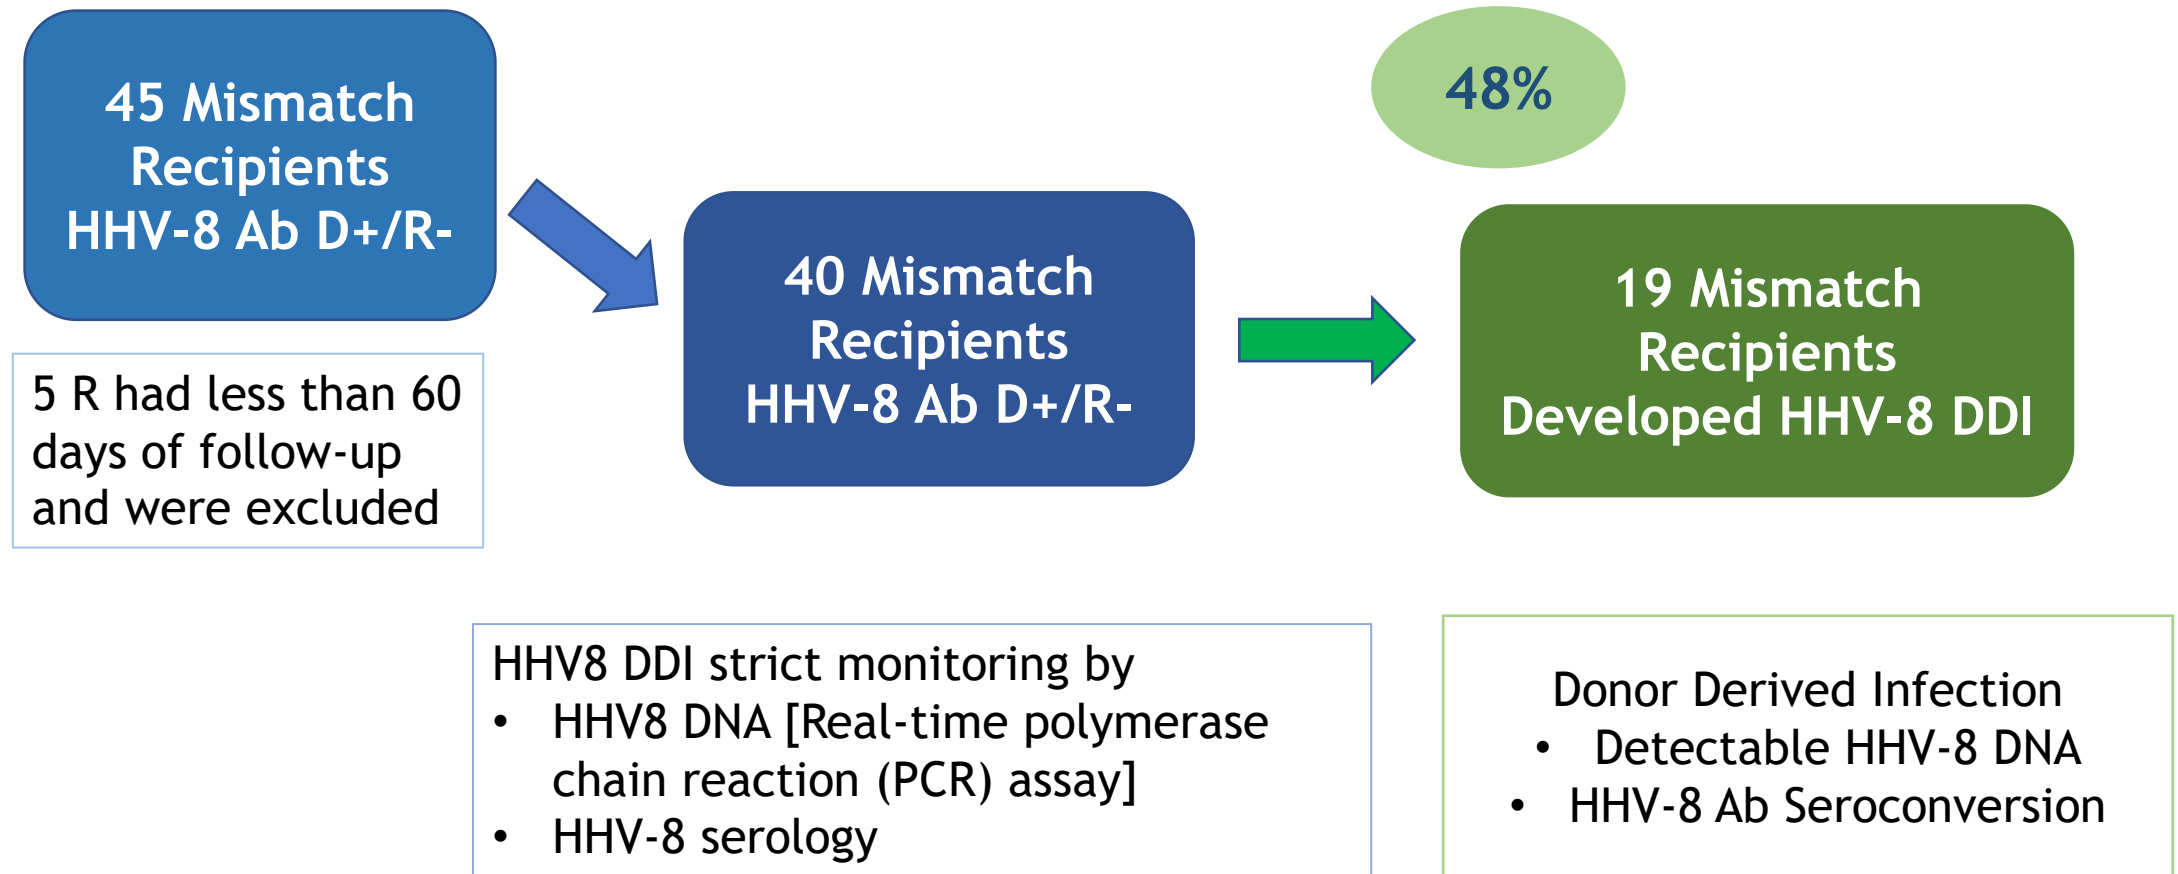 45 Mismatch
Recipients
HHV-8 Ab D+/R-
5 R had less than 60
days of follow-up
and were excluded
40 Mismatch
Recipients
HHV-8 Ab D+/R-
48%
19 Mismatch
Recipients
Developed HHV-8 DDI
HHV8 DDI strict monitoring by
• HHV8 DNA [Real-time polymerase
chain reaction (PCR) assay]
• HHV-8 serology
Donor Derived Infection
• Detectable HHV-8 DNA
• HHV-8 Ab Seroconversion